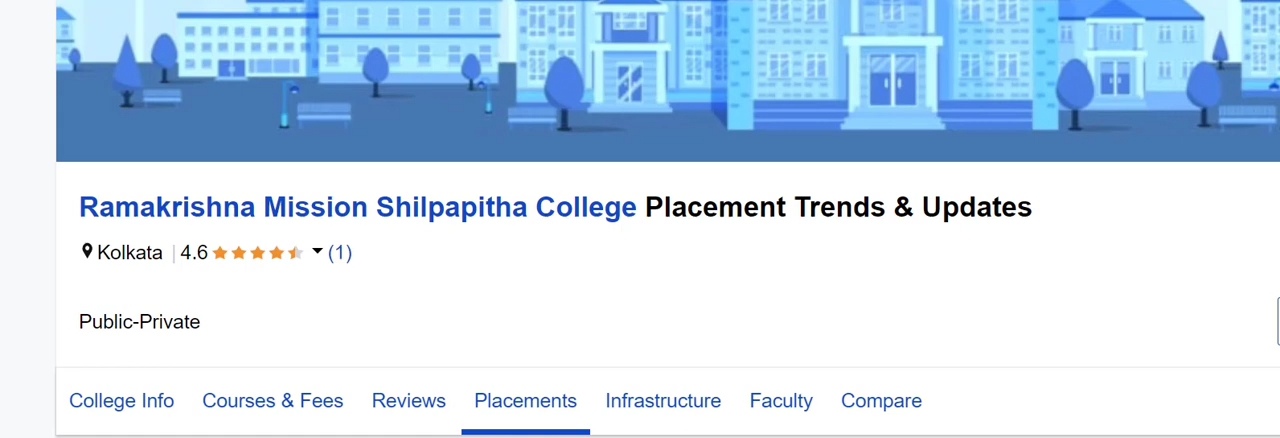 Ramakrishna Mission Shilpapitha College Placement Trends & Updates
Kolkata | 4.6 (1)
Public-Private
College Info Courses & Fees Reviews Placements Infrastructure Faculty Compare